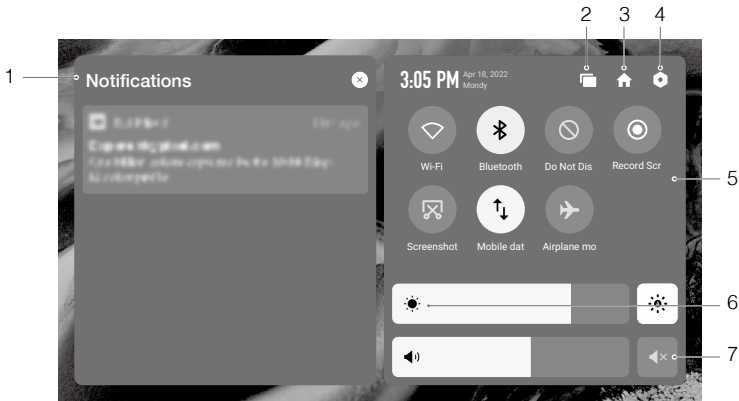 2 3 4
1
Notifications
3:05 PM Apr 18, 2022
Mondy
Wi-Fi Bluetooth Do Not Dis Record Scr
5
Screenshot Mobile dat Airplane mo
6
7